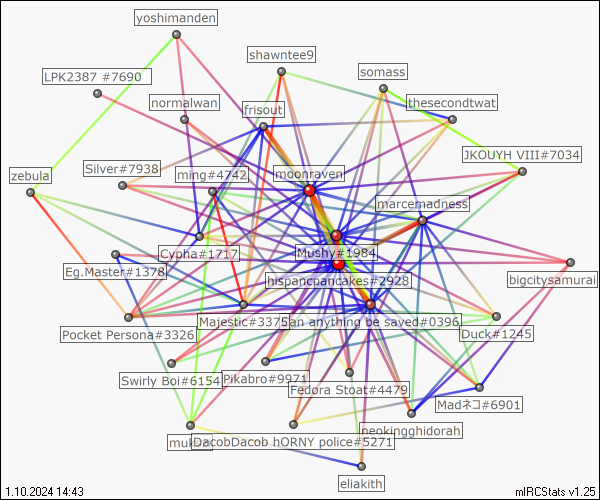 yoshimanden
shawntee9
somass
LPK2387 #7690
normalwan
frisout
thesecondtwat
JKOUYH VIII#7034
Silver#7938
ming#4742
moonraven
zebula
marcemadness
Cypha#1717
Mushy#1984
Eg.Master#1378
hispancpancakes#2928
bigcitysamurai
Majestic#3375
an anything be saved#0396
Pocket Persona#3326
Duck#1245
Swirly Boi#6154
Pikabro#9971
Fedora Stoat#4479
Madネコ#6901
neokingghidorah
DacobDacob hORNY police#5271
eliakith
1.10.2024 14:43
mIRCStats v1.25